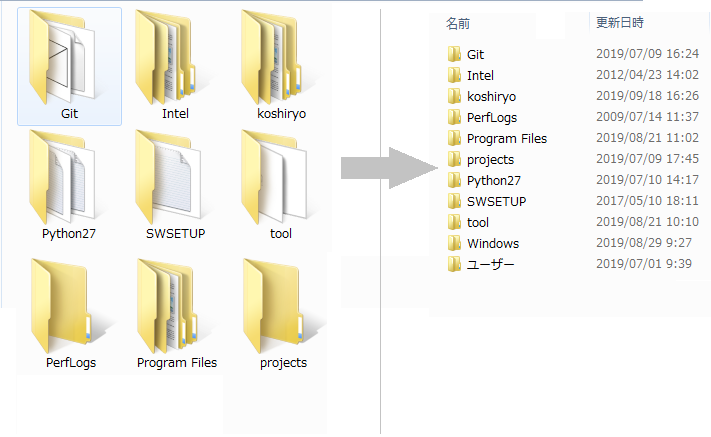 Git Intel koshiryo
Python27 SWSETUP tool
PerfLogs Program Files projects
名前 更新日時
Git 2019/07/09 16:24
Intel 2012/04/23 14:02
koshiryo 2019/09/18 16:26
PerfLogs 2009/07/14 11:37
Program Files 2019/08/21 11:02
projects 2019/07/09 17:45
Python27 2019/07/10 14:17
SWSETUP 2017/05/10 18:11
tool 2019/08/21 10:10
Windows 2019/08/29 9:27
ユーザー 2019/07/01 9:39